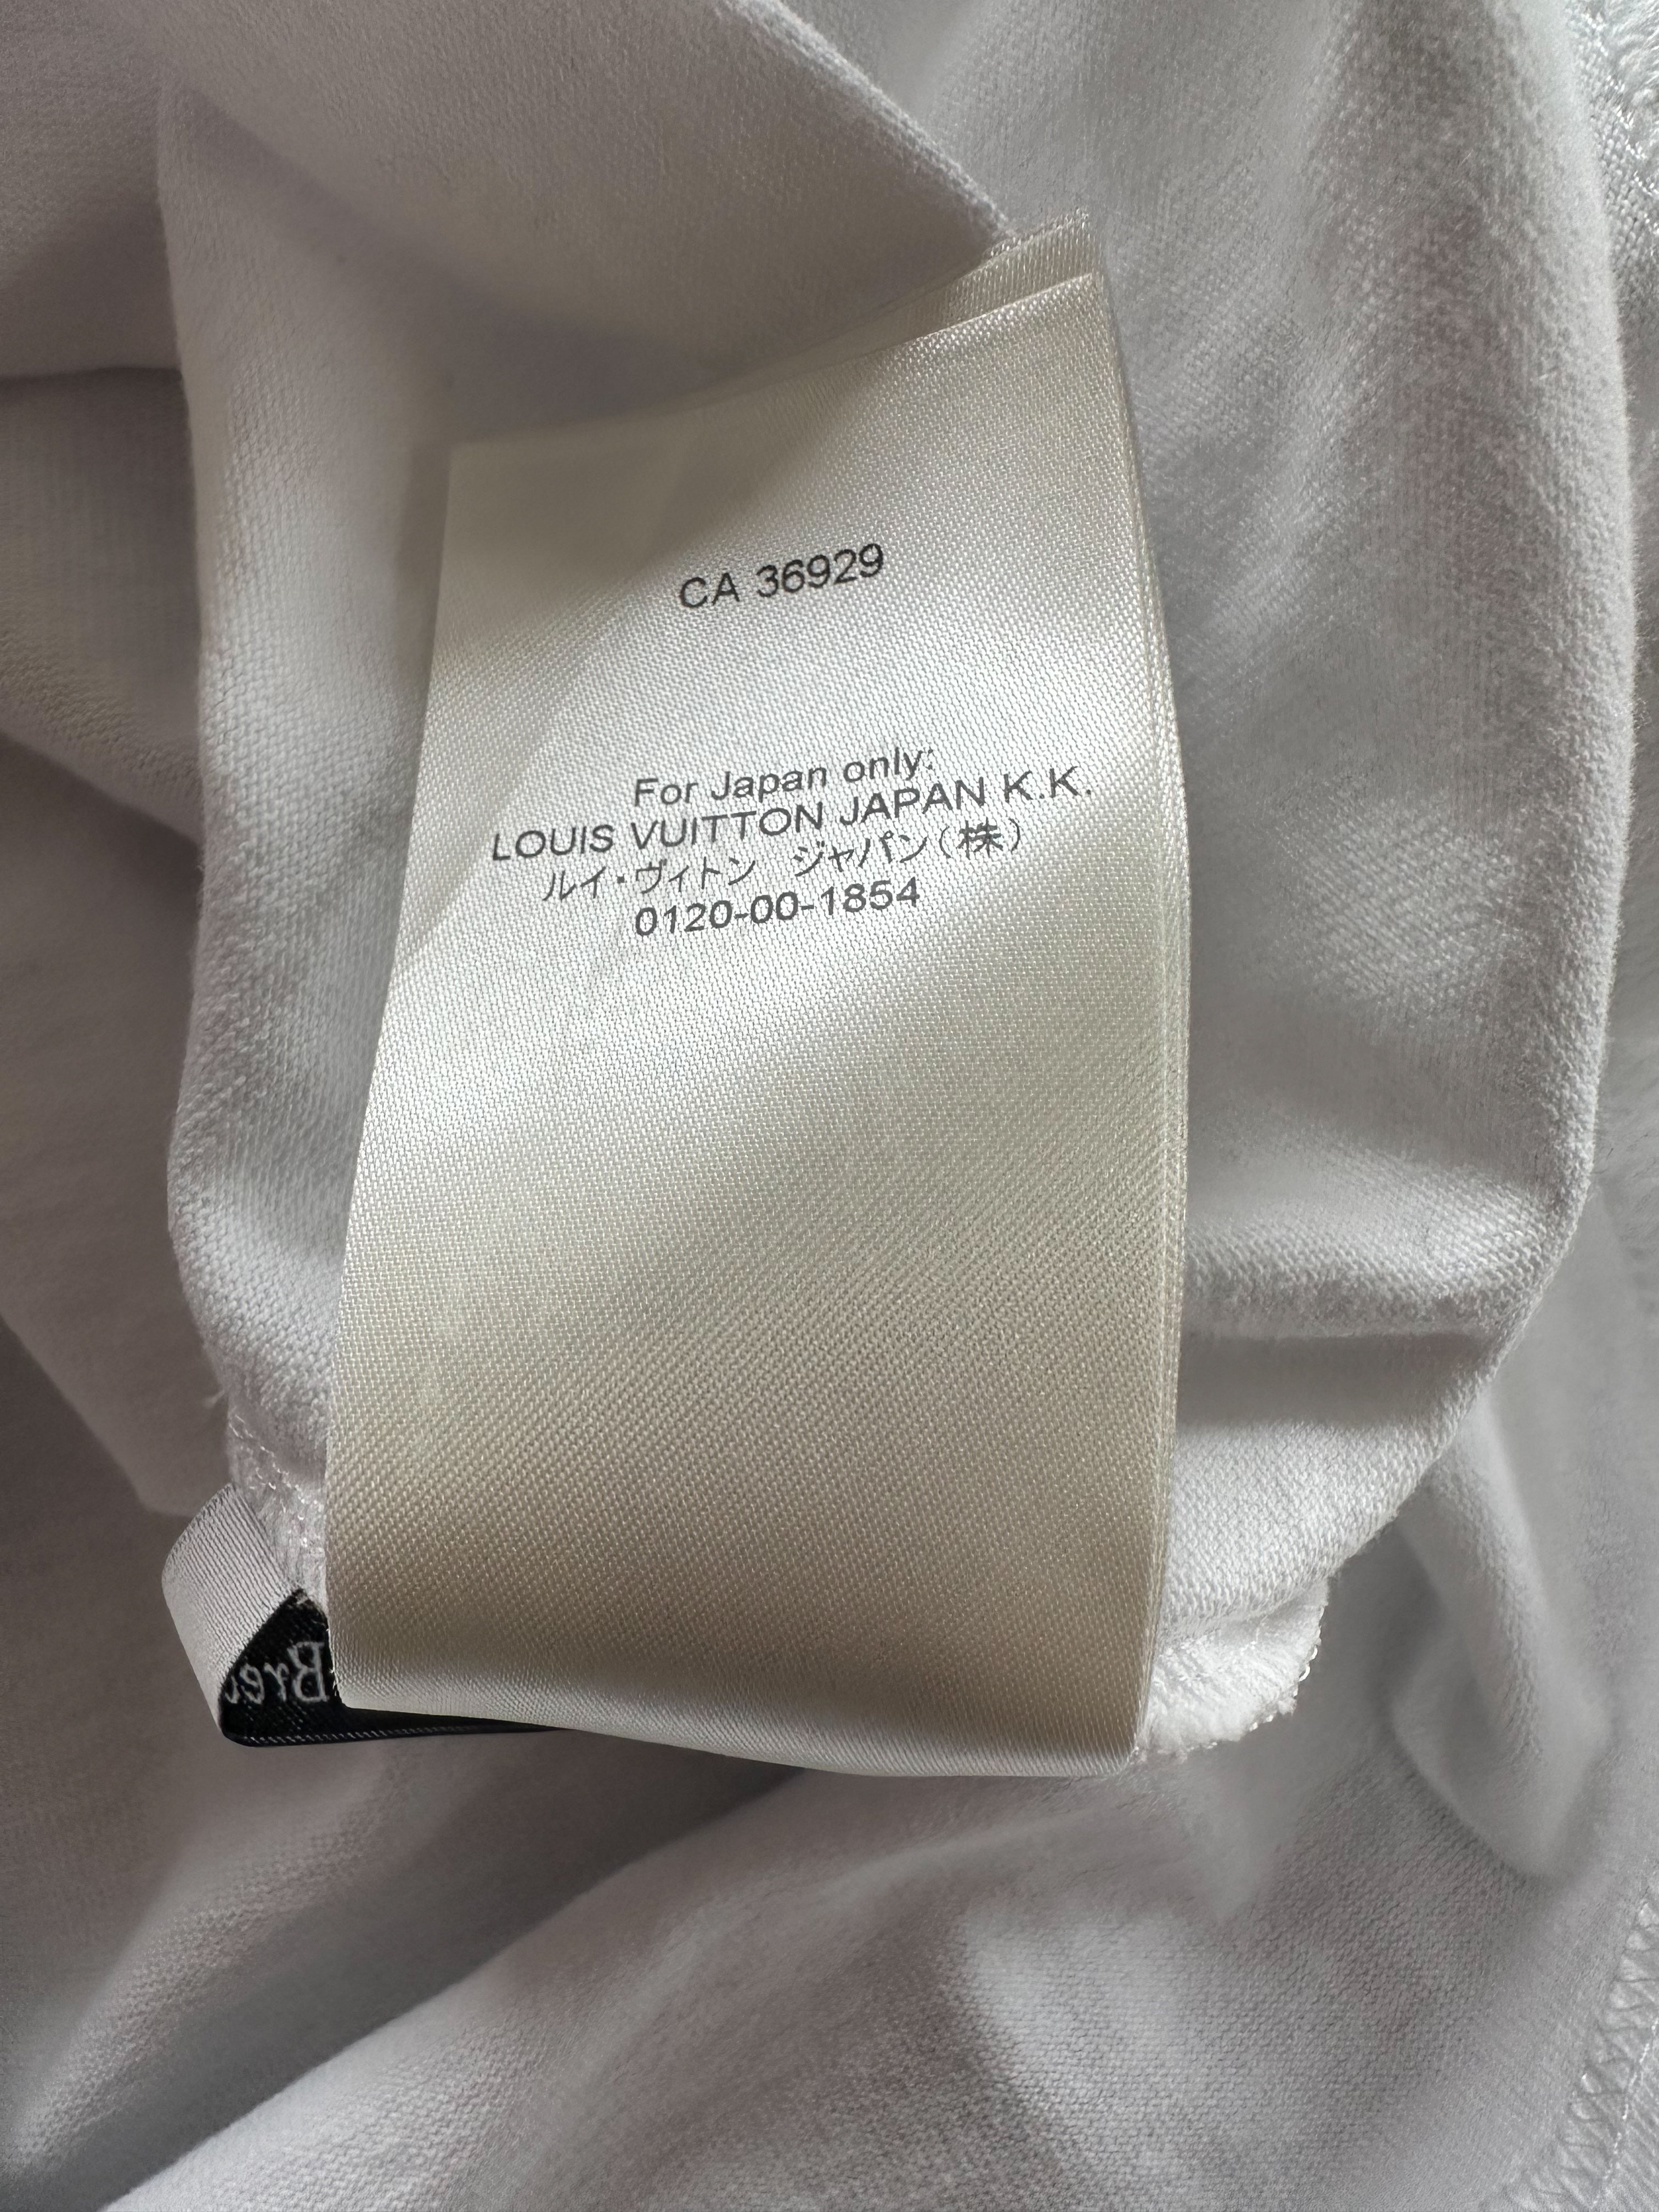 CA 36929
For Japan only:
LOUIS VUITTON JAPAN K.K.
ルイ・ヴィトン ジャパン(株)
0120-00-1854